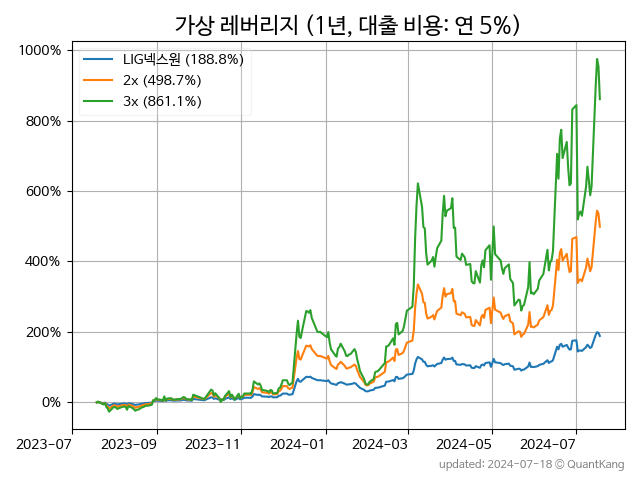 가상 레버리지 (1년, 대출 비용: 연 5%)
1000%
800%
600%
400%
200%
0%
LIG넥스원 (188.8%)
2x (498.7%)
3x (861.1%)
2023-07
2023-09
2023-11
2024-01
2024-03
2024-05
2024-07
updated: 2024-07-18 © QuantKang